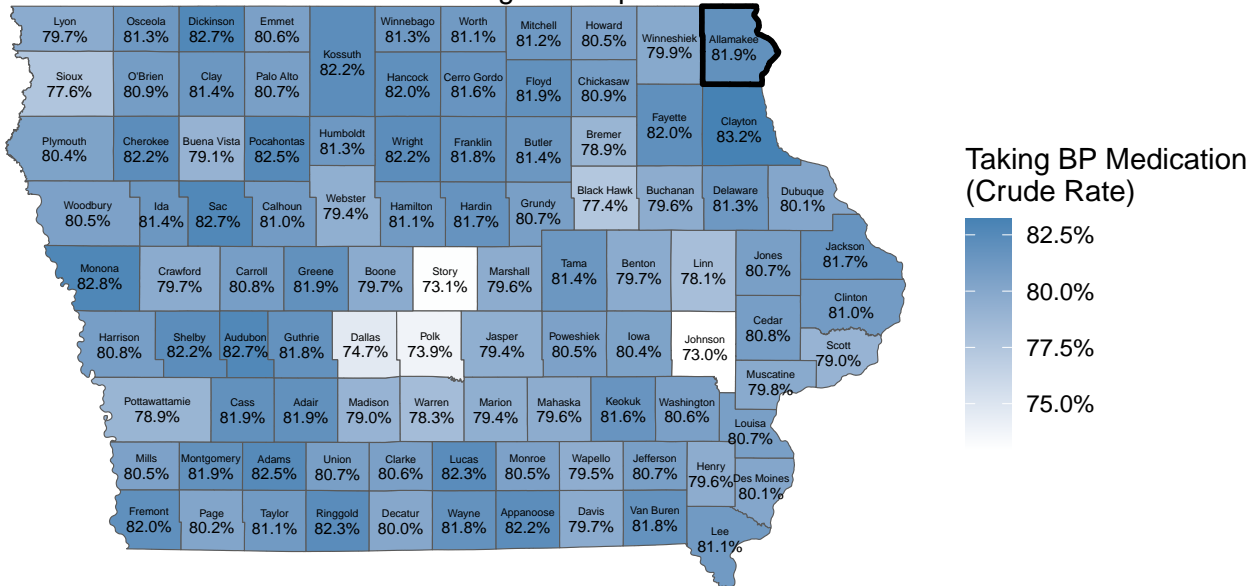 Lyon
79.7%
Osceola
81.3%
Dickinson
82.7%
Emmet
80.6%
Kossuth
82.2%
Winnebago
81.3%
Worth
81.1%
Mitchell
81.2%
Howard
80.5%
Winneshiek
79.9%
Allamakee
81.9%
Sioux
77.6%
O'Brien
80.9%
Clay
81.4%
Palo Alto
80.7%
Hancock
82.0%
Cerro Gordo
81.6%
Floyd
81.9%
Chickasaw
80.9%
Fayette
82.0%
Clayton
83.2%
Plymouth
80.4%
Cherokee
82.2%
Buena Vista
79.1%
Pocahontas
82.5%
Humboldt
81.3%
Wright
82.2%
Franklin
81.8%
Butler
81.4%
Bremer
78.9%
Woodbury
80.5%
Ida
81.4%
Sac
82.7%
Calhoun
81.0%
Webster
79.4%
Hamilton
81.1%
Hardin
81.7%
Grundy
80.7%
Black Hawk
77.4%
Buchanan
79.6%
Delaware
81.3%
Dubuque
80.1%
Monona
82.8%
Crawford
79.7%
Carroll
80.8%
Greene
81.9%
Boone
79.7%
Story
73.1%
Marshall
79.6%
Tama
81.4%
Benton
79.7%
Linn
78.1%
Jones
80.7%
Jackson
81.7%
Clinton
81.0%
Harrison
80.8%
Shelby
82.2%
Audubon
82.7%
Guthrie
81.8%
Dallas
74.7%
Polk
73.9%
Jasper
79.4%
Poweshiek
80.5%
Iowa
80.4%
Johnson
73.0%
Cedar
80.8%
Scott
79.0%
Muscatine
79.8%
Pottawattamie
78.9%
Cass
81.9%
Adair
81.9%
Madison
79.0%
Warren
78.3%
Marion
79.4%
Mahaska
79.6%
Keokuk
81.6%
Washington
80.6%
Louisa
80.7%
Mills
80.5%
Montgomery
81.9%
Adams
82.5%
Union
80.7%
Clarke
80.6%
Lucas
82.3%
Monroe
80.5%
Wapello
79.5%
Jefferson
80.7%
Henry
79.6%
Des Moines
80.1%
Fremont
82.0%
Page
80.2%
Taylor
81.1%
Ringgold
82.3%
Decatur
80.0%
Wayne
81.8%
Appanoose
82.2%
Davis
79.7%
Van Buren
81.8%
Lee
81.1%
Taking BP Medication
(Crude Rate)
82.5%
80.0%
77.5%
75.0%